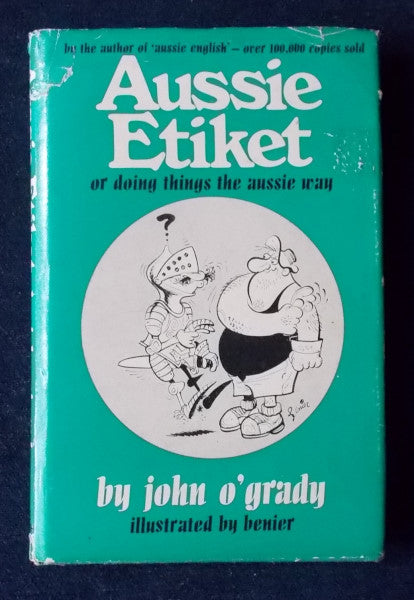 by the author of 'aussie english' – over 100,000 copies sold
Aussie
Etiket
or doing things the aussie way
?
by john o'grady
illustrated by benier